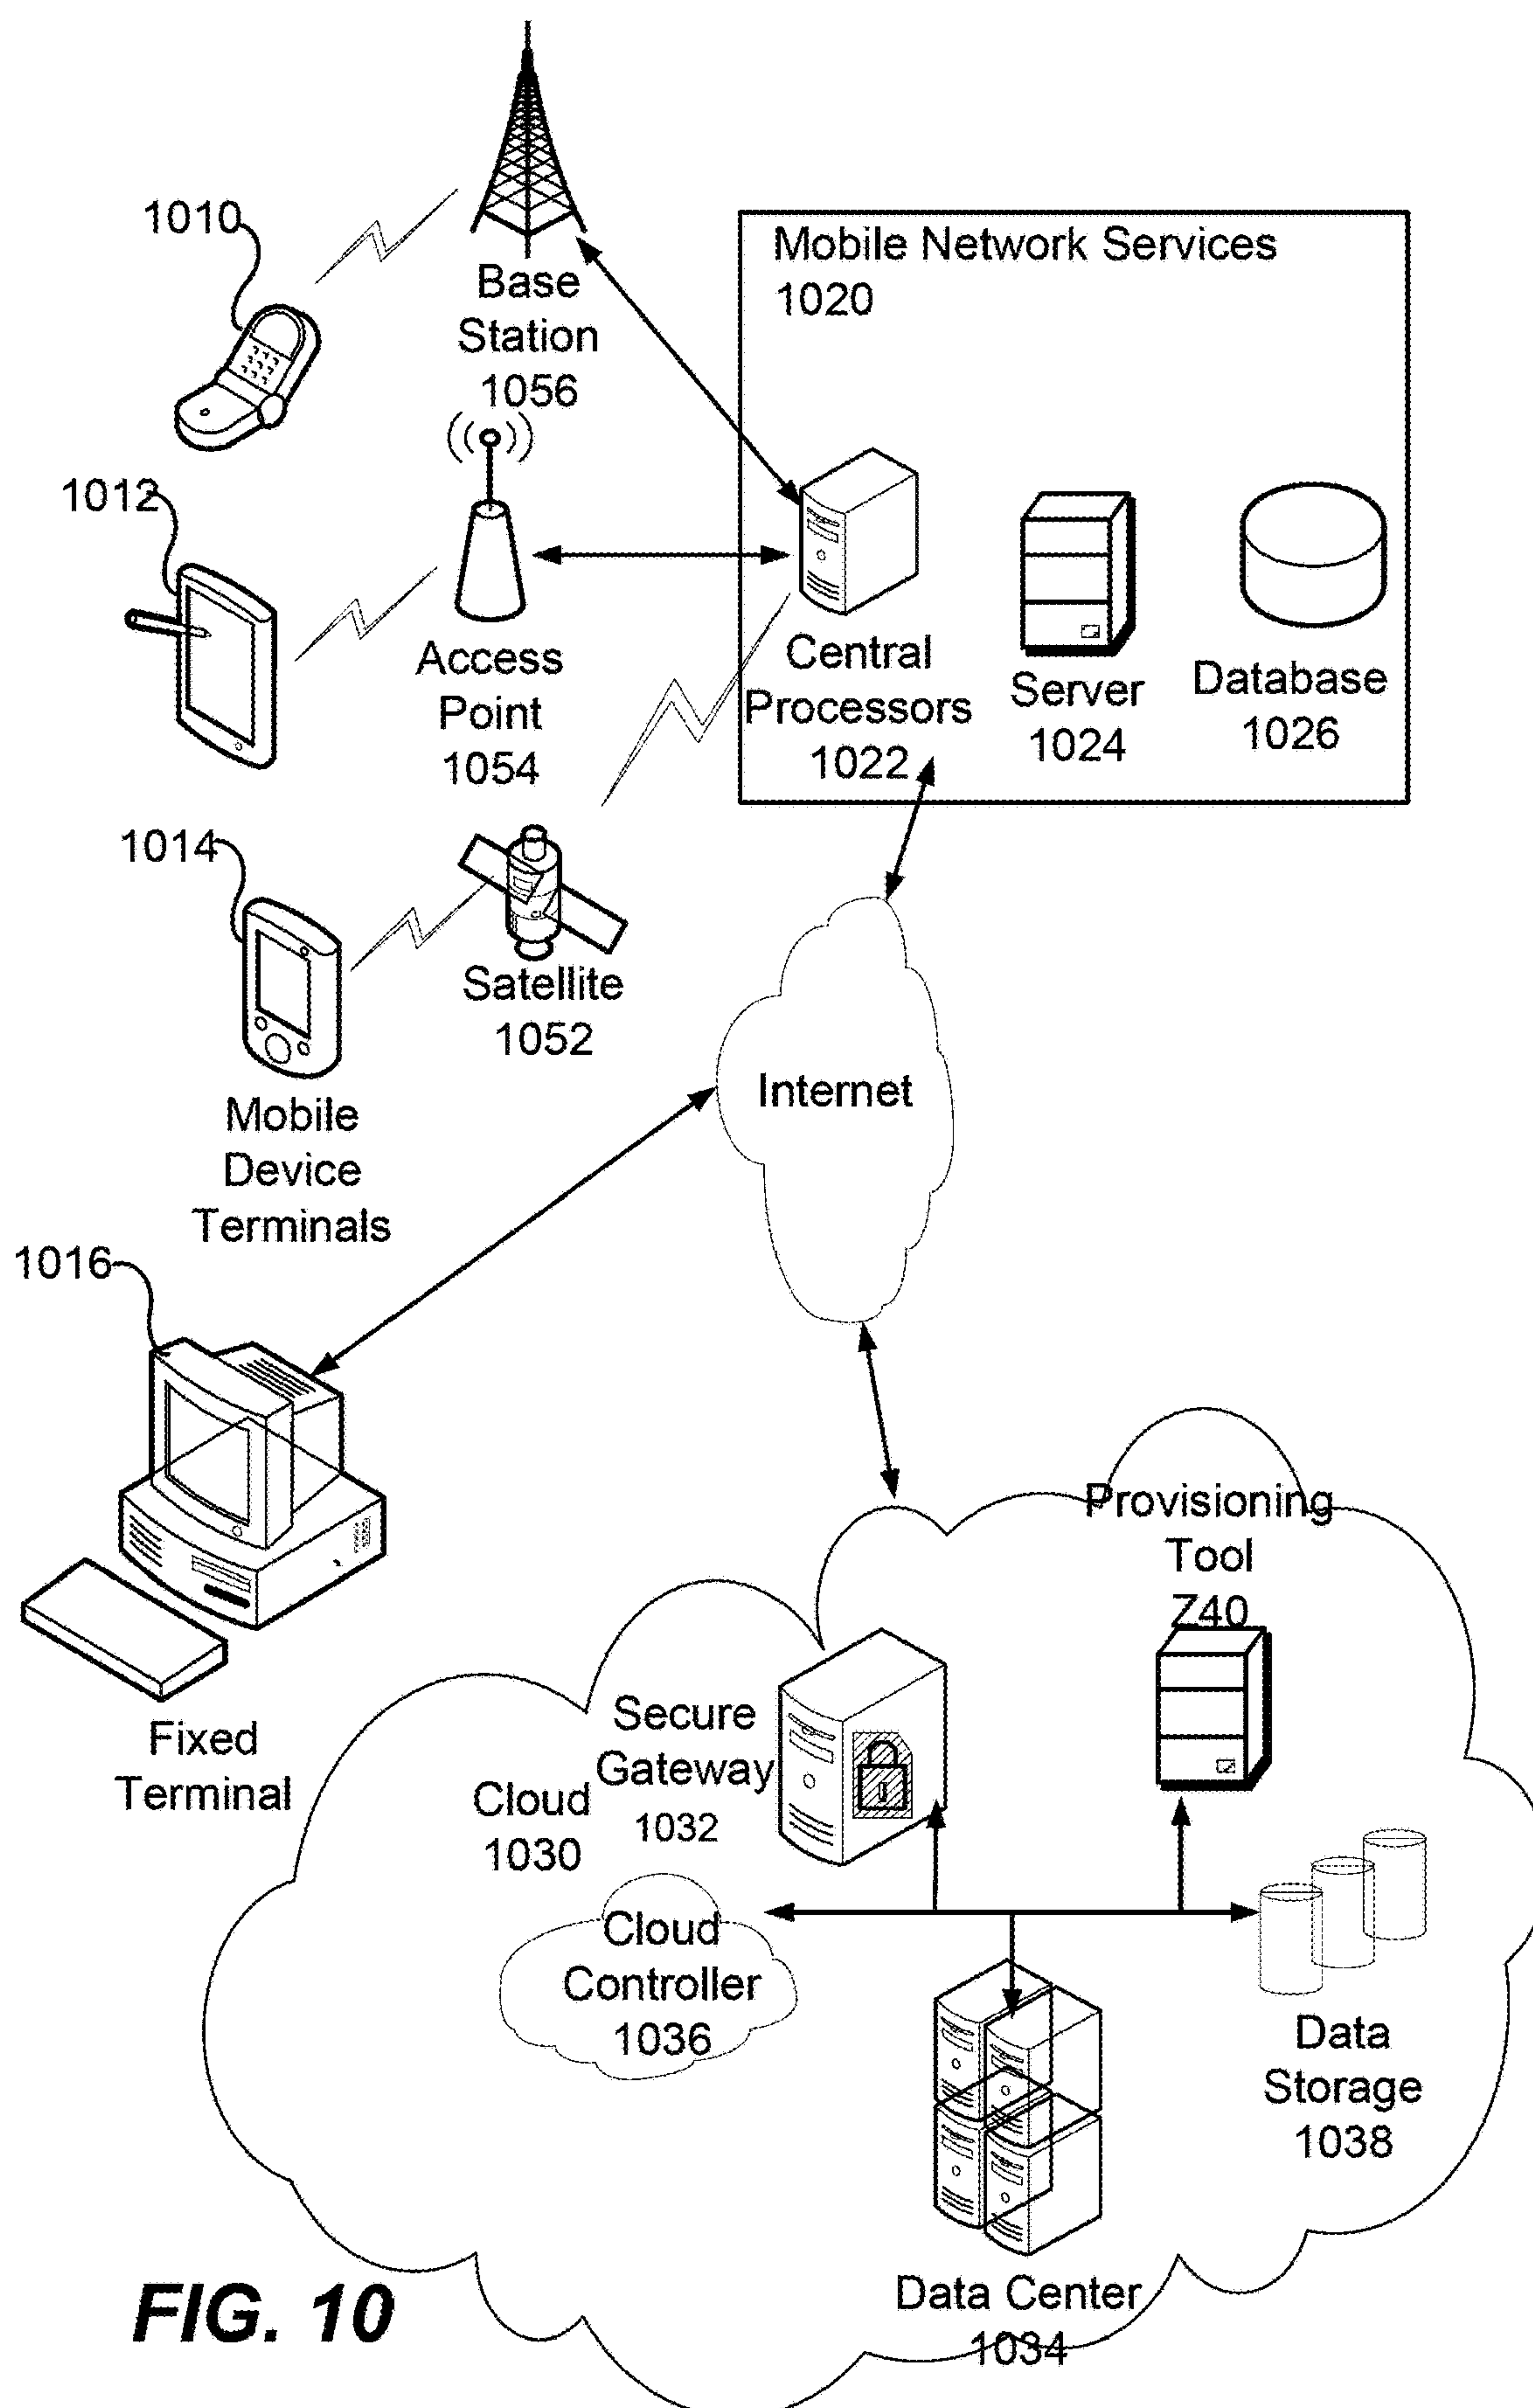 1010
Base
Station
1056
Mobile Network Services
1020
1012
Access
Point
1054
Central
Processors
1022
Server
1024
Database
1026
1014
Satellite
1052
Mobile
Device
Terminals
Internet
1016
Fixed
Terminal
Provisioning
Tool
Z40
Secure
Gateway
1032
Cloud
1030
Cloud
Controller
1036
Data
Storage
1038
Data Center
1034
FIG. 10